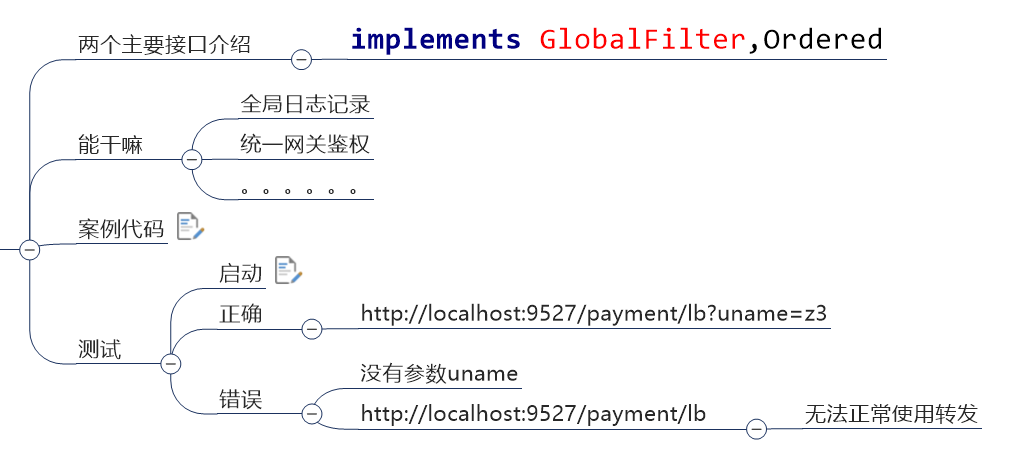 两个主要接口介绍
implements GlobalFilter,Ordered
能干嘛
全局日志记录
统一网关鉴权
。。。。。。
案例代码
测试
启动
正确
http://localhost:9527/payment/lb?uname=z3
错误
没有参数uname
http://localhost:9527/payment/lb
无法正常使用转发